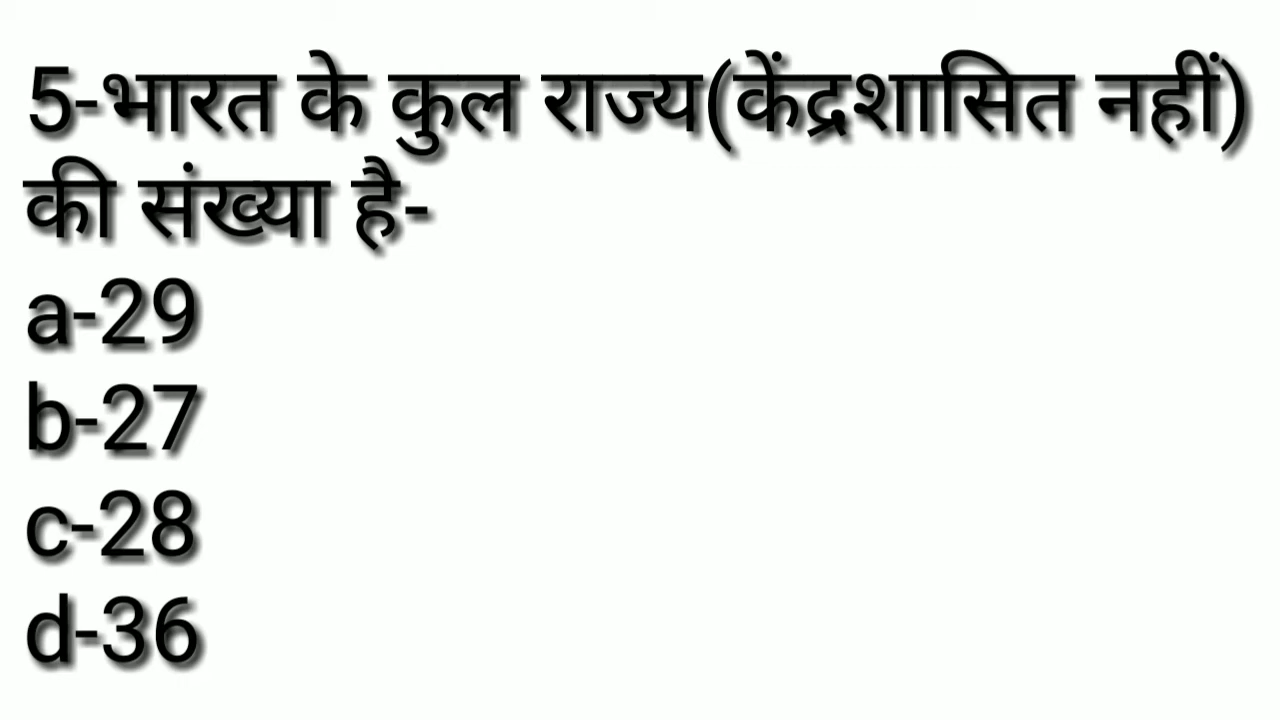 5-भारत के कुल राज्य(केंद्रशासित नहीं)
की संख्या है-
a-29
b-27
c-28
d-36